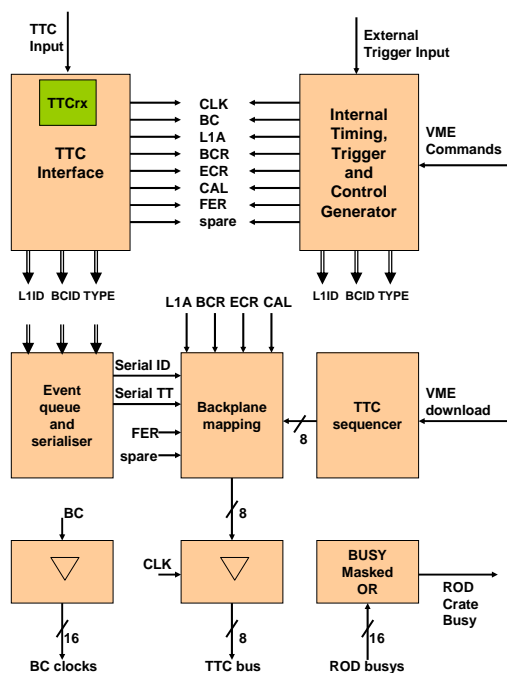 TTC
Input
External
Trigger Input
TTCrx
TTC
Interface
CLK
BC
L1A
BCR
ECR
CAL
FER
spare
Internal
Timing,
Trigger
and
Control
Generator
VME
Commands
L1ID BCID TYPE
L1ID BCID TYPE
L1A BCR ECR CAL
Event
queue
and
serialiser
Serial ID
Serial TT
FER
spare
Backplane
mapping
8
TTC
sequencer
VME
download
8
BC
CLK
BUSY
Masked
OR
ROD
Crate
Busy
16
8
16
BC clocks
TTC bus
ROD busys